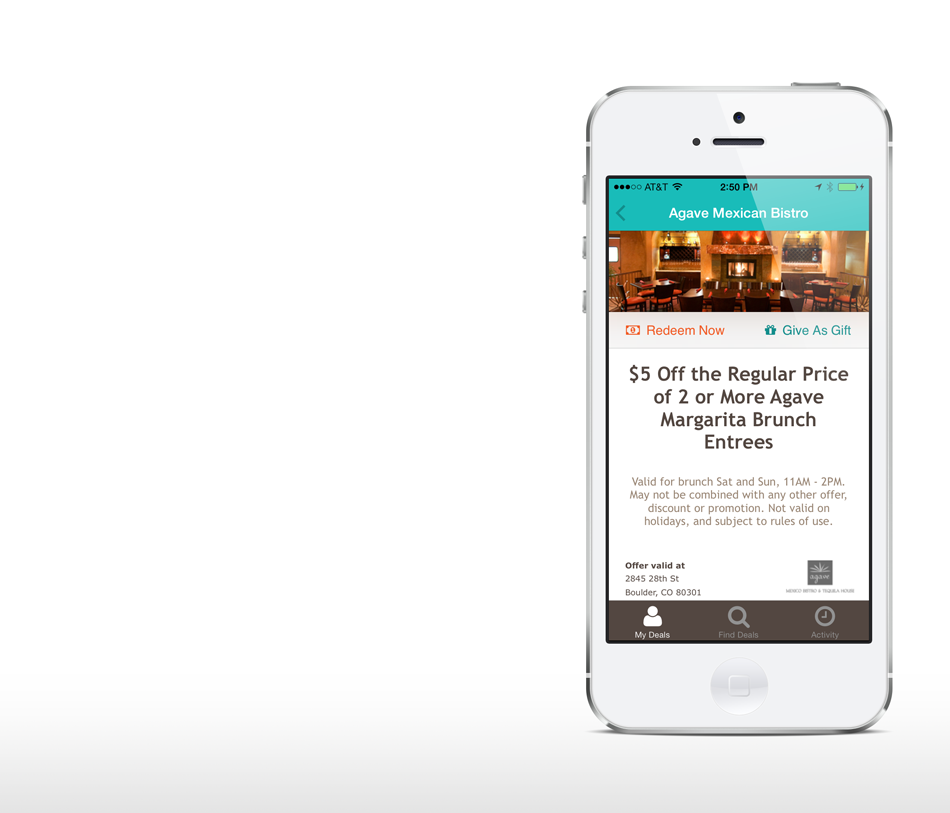 AT&T 2:50 PM
Agave Mexican Bistro
Redeem Now Give As Gift
$5 Off the Regular Price
of 2 or More Agave
Margarita Brunch
Entrees
Valid for brunch Sat and Sun, 11AM - 2PM.
May not be combined with any other offer,
discount or promotion. Not valid on
holidays, and subject to rules of use.
Offer valid at
2845 28th St
Boulder, CO 80301
agave
MEXICO BISTRO & TEQUILA HOUSE
My Deals Find Deals Activity